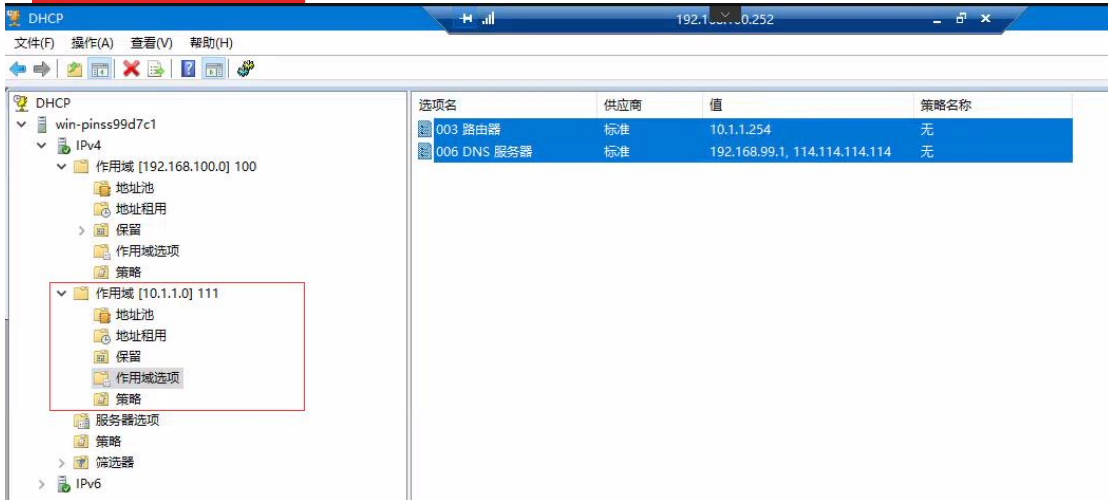 DHCP
192.1 0.252
文件(F) 操作(A) 查看(V) 帮助(H)
DHCP
win-pinss99d7c1
IPv4
作用域 [192.168.100.0] 100
地址池
地址租用
保留
作用域选项
策略
作用域 [10.1.1.0] 111
地址池
地址租用
保留
作用域选项
策略
服务器选项
策略
筛选器
IPv6
选项名 供应商 值 策略名称
003 路由器 标准 10.1.1.254 无
006 DNS 服务器 标准 192.168.99.1, 114.114.114.114 无